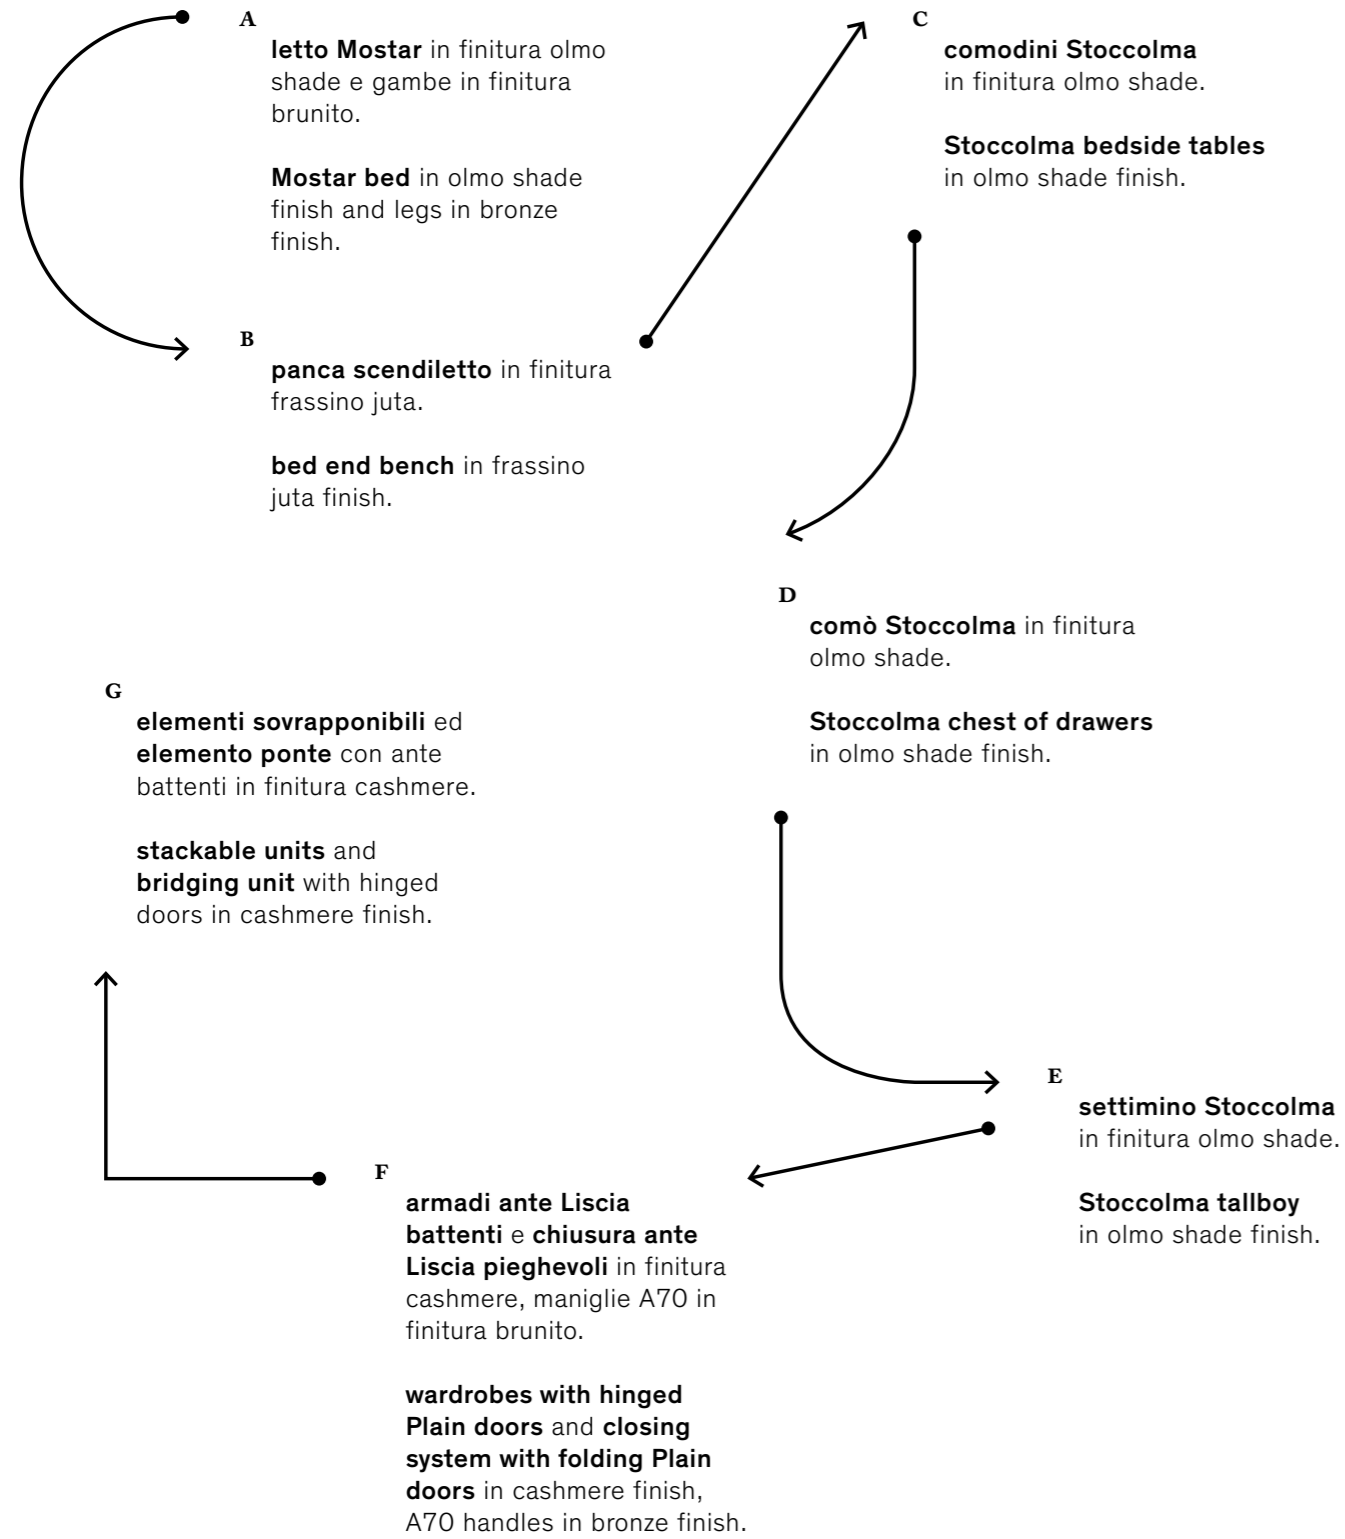 A
letto Mostar in finitura olmo
shade e gambe in finitura
brunito.
Mostar bed in olmo shade
finish and legs in bronze
finish.
B
panca scendiletto in finitura
frassino juta.
bed end bench in frassino
juta finish.
C
comodini Stoccolma
in finitura olmo shade.
Stoccolma bedside tables
in olmo shade finish.
D
comò Stoccolma in finitura
olmo shade.
Stoccolma chest of drawers
in olmo shade finish.
E
settimino Stoccolma
in finitura olmo shade.
Stoccolma tallboy
in olmo shade finish.
F
armadi ante Liscia
battenti e chiusura ante
Liscia pieghevoli in finitura
cashmere, maniglie A70 in
finitura brunito.
wardrobes with hinged
Plain doors and closing
system with folding Plain
doors in cashmere finish,
A70 handles in bronze finish.
G
elementi sovrapponibili ed
elemento ponte con ante
battenti in finitura cashmere.
stackable units and
bridging unit with hinged
doors in cashmere finish.